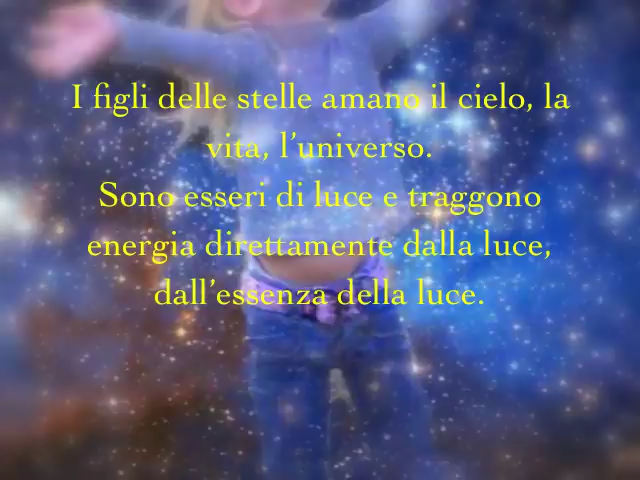 I figli delle stelle amano il cielo, la
vita, l’universo.
Sono esseri di luce e traggono
energia direttamente dalla luce,
dall’essenza della luce.